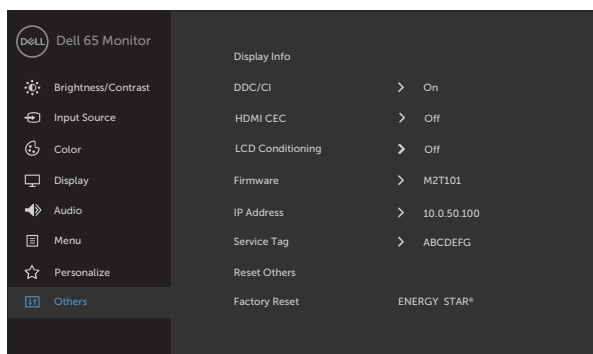 DELL Dell 65 Monitor
Display Info
Brightness/Contrast DDC/CI > On
Input Source HDMI CEC > Off
Color LCD Conditioning > Off
Display Firmware > M2T101
Audio IP Address > 10.0.50.100
Menu Service Tag > ABCDEFG
Personalize Reset Others
Others Factory Reset ENERGY STAR®